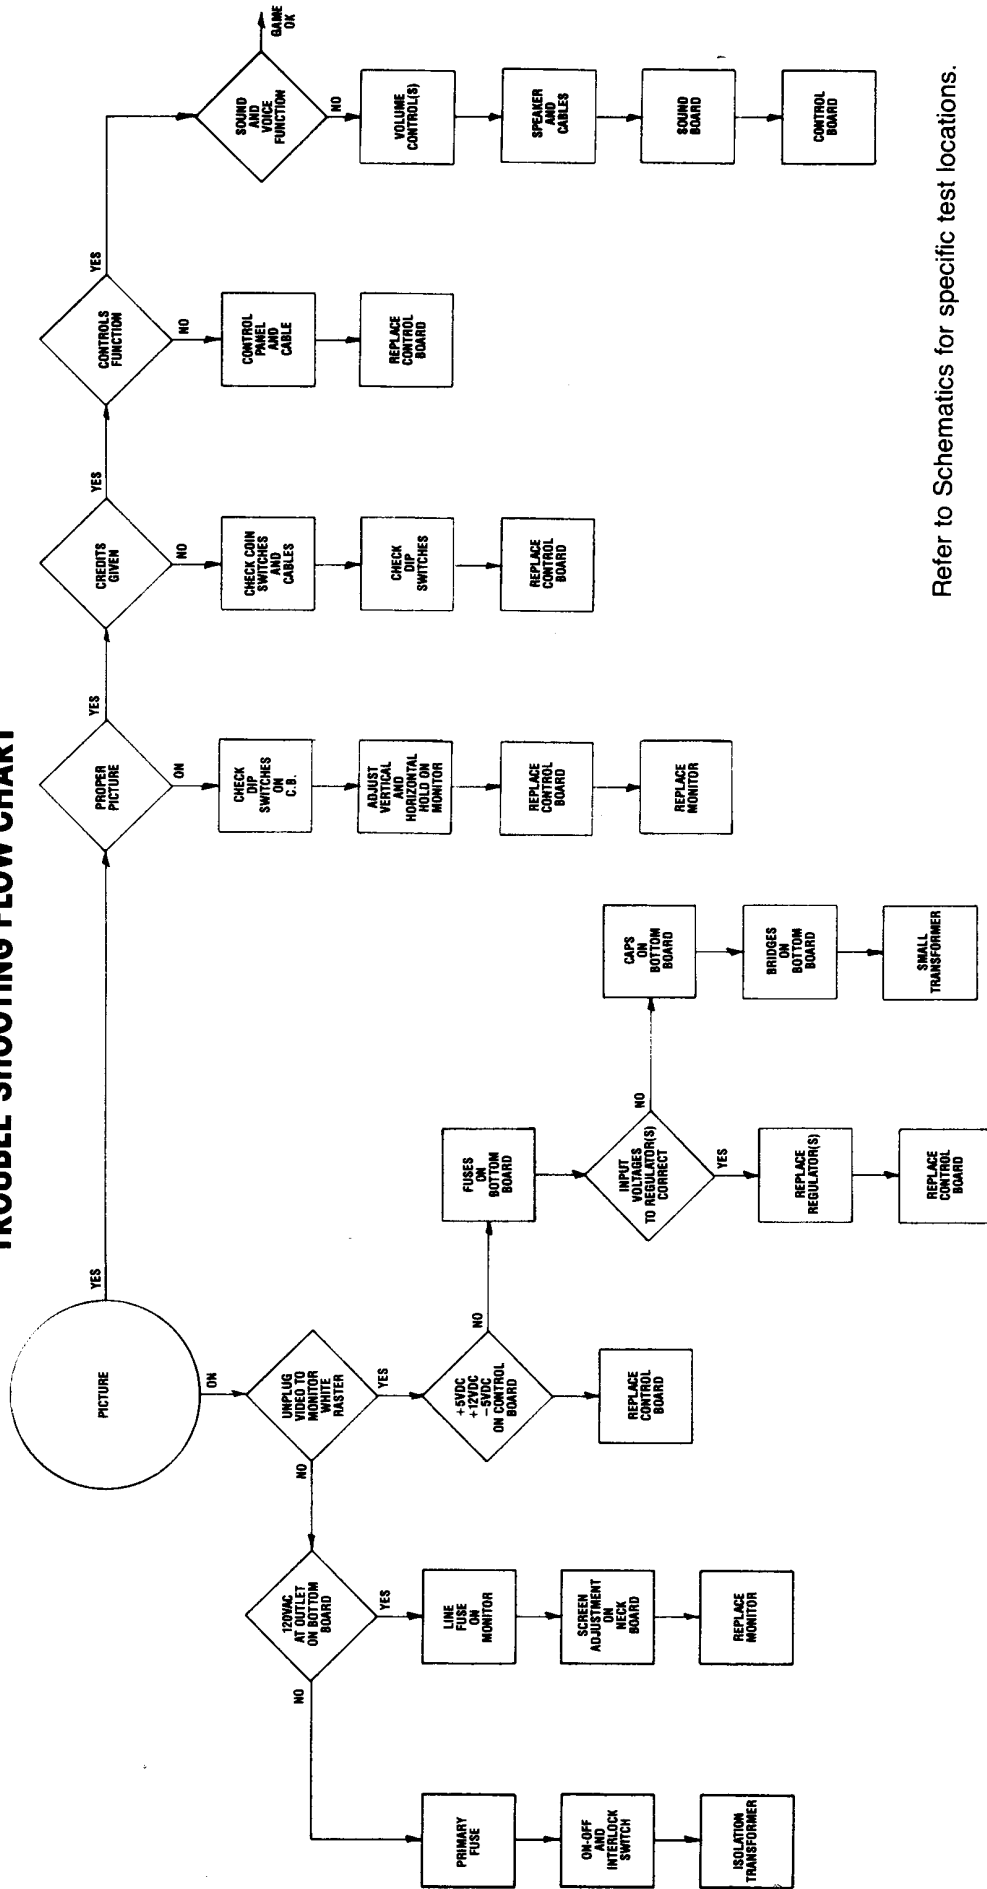 TROUBLE SHOOTING FLOW CHART
PICTURE
YES
ON
PROPER
PICTURE
YES
ON
CREDITS
GIVEN
YES
NO
CONTROLS
FUNCTION
YES
NO
SOUND
AND
VOICE
FUNCTION
NO
GAME
OK
UNPLUG
VIDEO TO
MONITOR
WHITE
RASTER
NO
YES
CHECK
DIP
SWITCHES
ON
C.B.
ADJUST
VERTICAL
AND
HORIZONTAL
HOLD ON
MONITOR
REPLACE
CONTROL
BOARD
REPLACE
MONITOR
CHECK COIN
SWITCHES
AND
CABLES
CHECK
DIP
SWITCHES
REPLACE
CONTROL
BOARD
CONTROL
PANEL
AND
CABLE
REPLACE
CONTROL
BOARD
VOLUME
CONTROL(S)
SPEAKER
AND
CABLES
SOUND
BOARD
CONTROL
BOARD
120VAC
AT OUTLET
ON BOTTOM
BOARD
NO
YES
PRIMARY
FUSE
ON-OFF
AND
INTERLOCK
SWITCH
ISOLATION
TRANSFORMER
LINE
FUSE
ON
MONITOR
SCREEN
ADJUSTMENT
ON
NECK
BOARD
REPLACE
MONITOR
+5VDC
+12VDC
-5VDC
ON CONTROL
BOARD
NO
REPLACE
CONTROL
BOARD
FUSES
ON
BOTTOM
BOARD
INPUT
VOLTAGES
TO REGULATOR(S)
CORRECT
NO
YES
REPLACE
REGULATOR(S)
REPLACE
CONTROL
BOARD
CAPS
ON
BOTTOM
BOARD
BRIDGES
ON
BOTTOM
BOARD
SMALL
TRANSFORMER
Refer to Schematics for specific test locations.